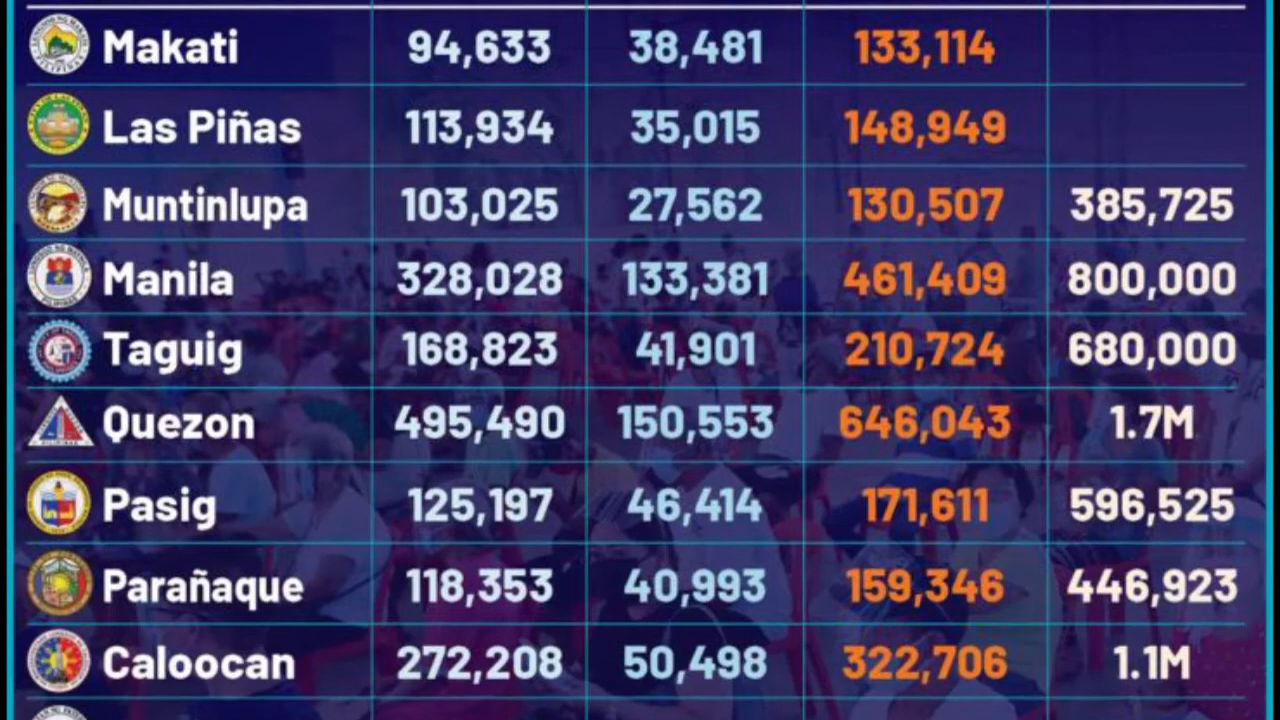 Makati 94,633 38,481 133,114
Las Piñas 113,934 35,015 148,949
Muntinlupa 103,025 27,562 130,507 385,725
Manila 328,028 133,381 461,409 800,000
Taguig 168,823 41,901 210,724 680,000
Quezon 495,490 150,553 646,043 1.7M
Pasig 125,197 46,414 171,611 596,525
Parañaque 118,353 40,993 159,346 446,923
Caloocan 272,208 50,498 322,706 1.1M